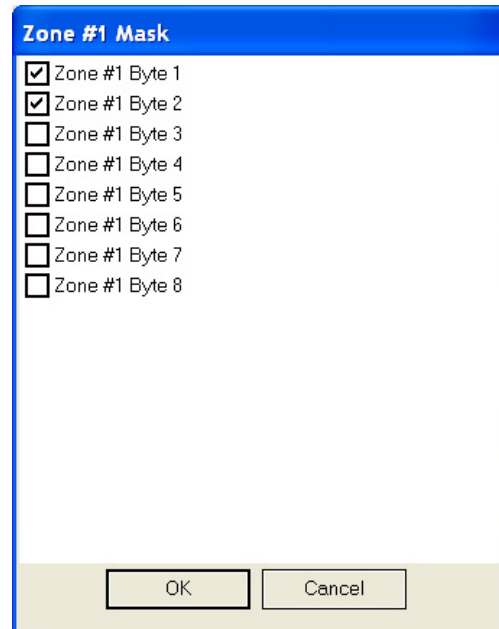 Zone #1 Mask
Zone #1 Byte 1
Zone #1 Byte 2
Zone #1 Byte 3
Zone #1 Byte 4
Zone #1 Byte 5
Zone #1 Byte 6
Zone #1 Byte 7
Zone #1 Byte 8
OK Cancel